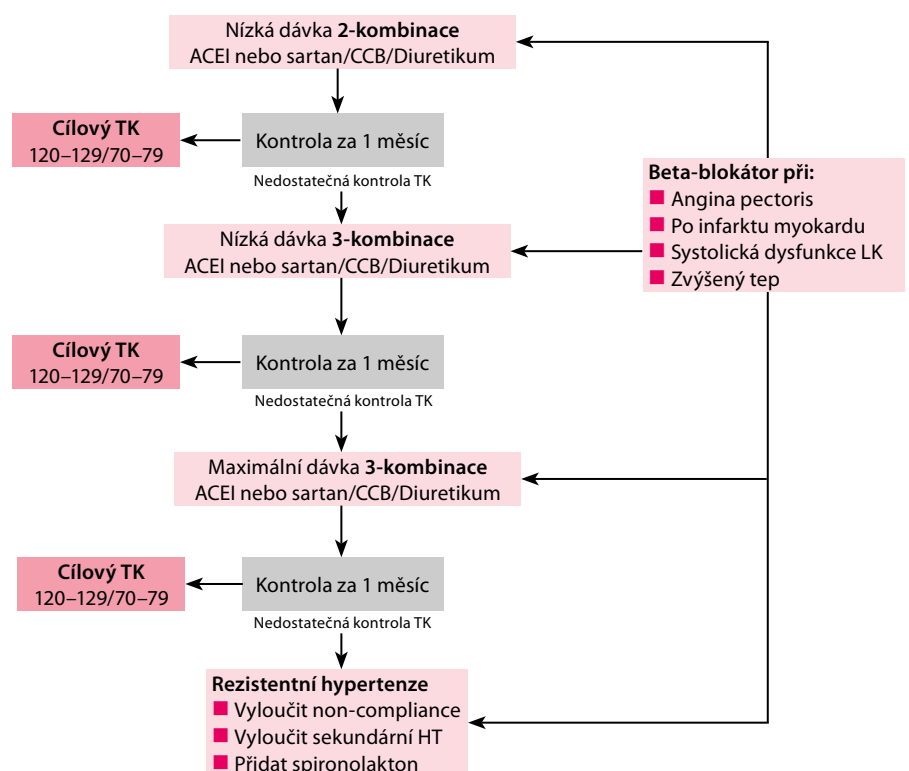 Nízká dávka 2-kombinace
ACEI nebo sartan/CCB/Diuretikum
Cílový TK
120–129/70–79
Kontrola za 1 měsíc
Nedostatečná kontrola TK
Beta-blokátor při:
Angina pectoris
Po infarktu myokardu
Systolická dysfunkce LK
Zvýšený tep
Nízká dávka 3-kombinace
ACEI nebo sartan/CCB/Diuretikum
Cílový TK
120–129/70–79
Kontrola za 1 měsíc
Nedostatečná kontrola TK
Maximální dávka 3-kombinace
ACEI nebo sartan/CCB/Diuretikum
Cílový TK
120–129/70–79
Kontrola za 1 měsíc
Nedostatečná kontrola TK
Rezistentní hypertenze
Vyloučit non-compliance
Vyloučit sekundární HT
Přidat spironolakton